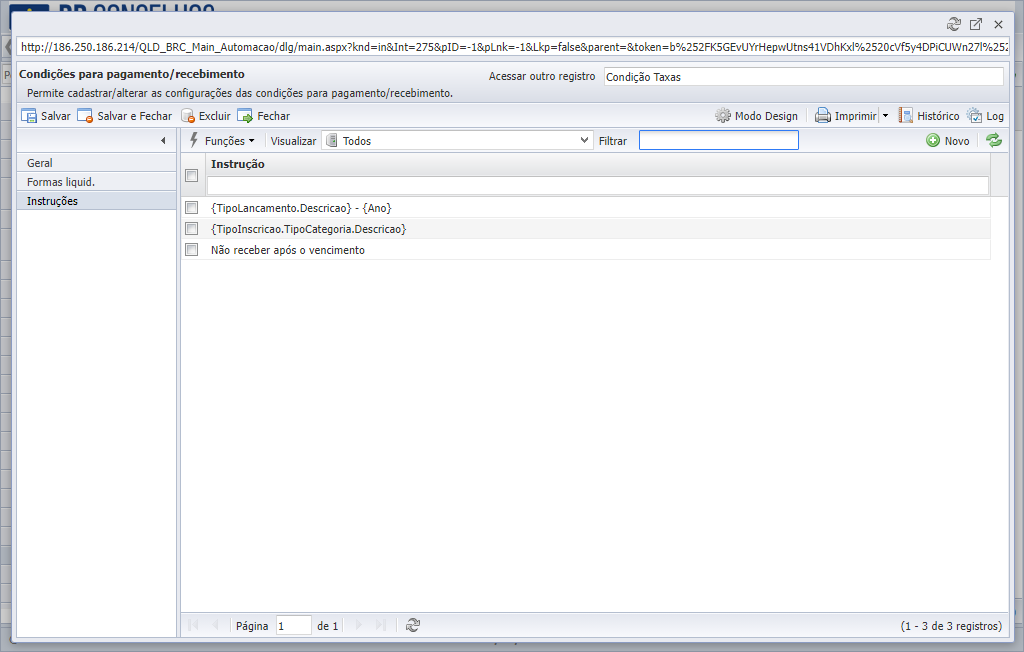 BR CONSELHOS
http://186.250.186.214/QLD_BRC_Main_Automacao/dlg/main.aspx?knd=in&Int=275&pID=-1&pLnk=-1&Lkp=false&parent=&token=b%252FK5GEvUYrHepwUtns41VDhKxl%2520cVf5y4DPiCUWn27l%252
Condições para pagamento/recebimento
Acessar outro registro Condição Taxas
Permite cadastrar/alterar as configurações das condições para pagamento/recebimento.
Salvar Salvar e Fechar Excluir Fechar Modo Design Imprimir Histórico Log
Funções Visualizar Todos Filtrar Novo
Geral
Formas liquid.
Instruções
Instrução
{TipoLancamento.Descricao} - {Ano}
{TipoInscricao.TipoCategoria.Descricao}
Não receber após o vencimento
Página 1 de 1 (1 - 3 de 3 registros)